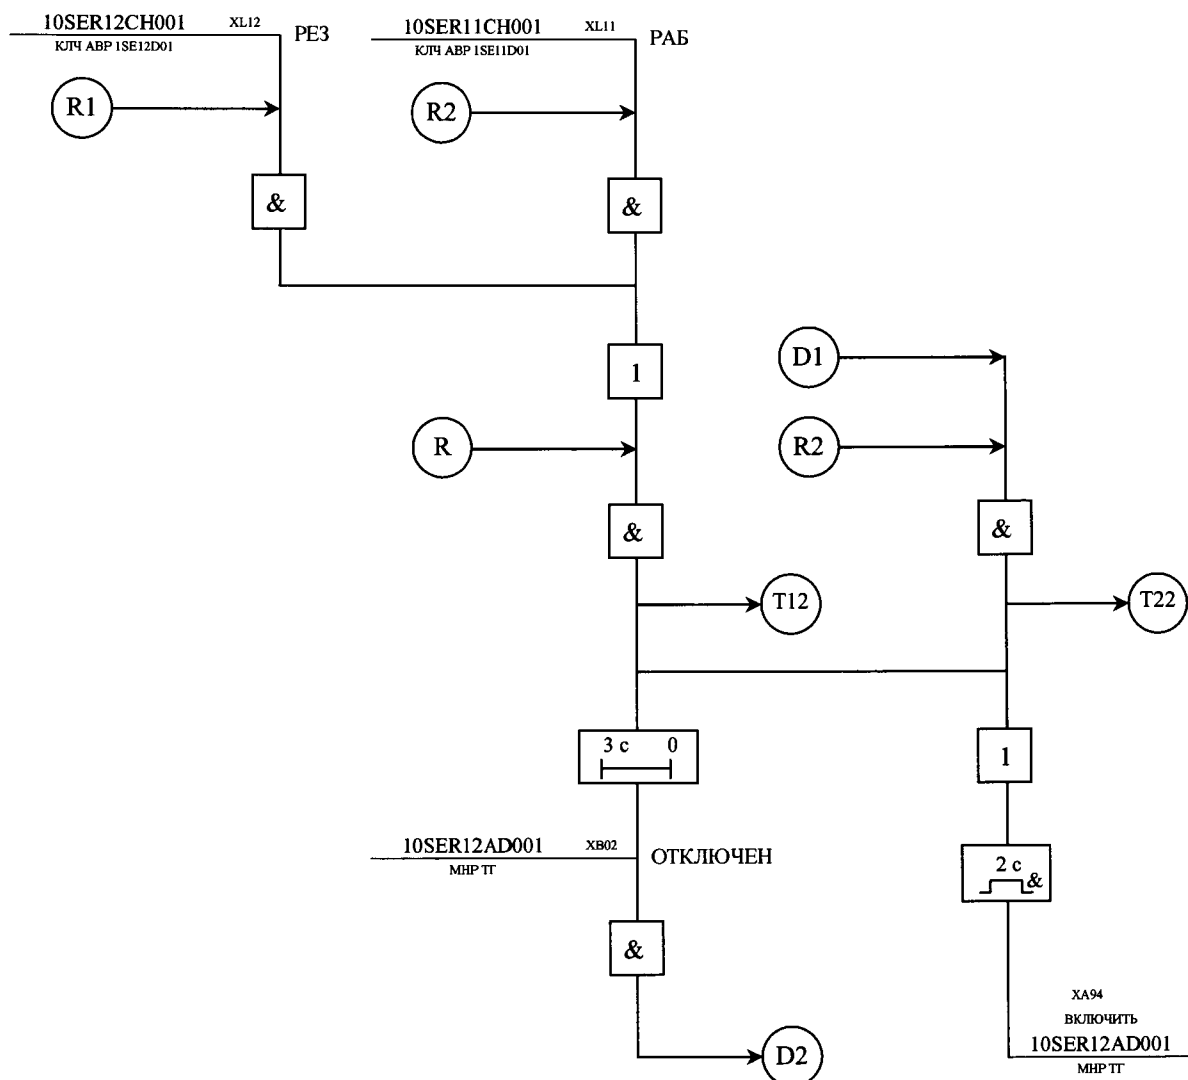 10SER12CH001 XL12 РЕЗ
КЛЧ АВР 1SE12D01
10SER11CH001 XL11 РАБ
КЛЧ АВР 1SE11D01
R1
R2
&
&
1
D1
R
R2
&
&
T12
T22
3 с 0
1
10SER12AD001 XB02 ОТКЛЮЧЕН
МНР ТГ
2 с
&
&
XA94
ВКЛЮЧИТЬ
10SER12AD001
МНР ТГ
D2